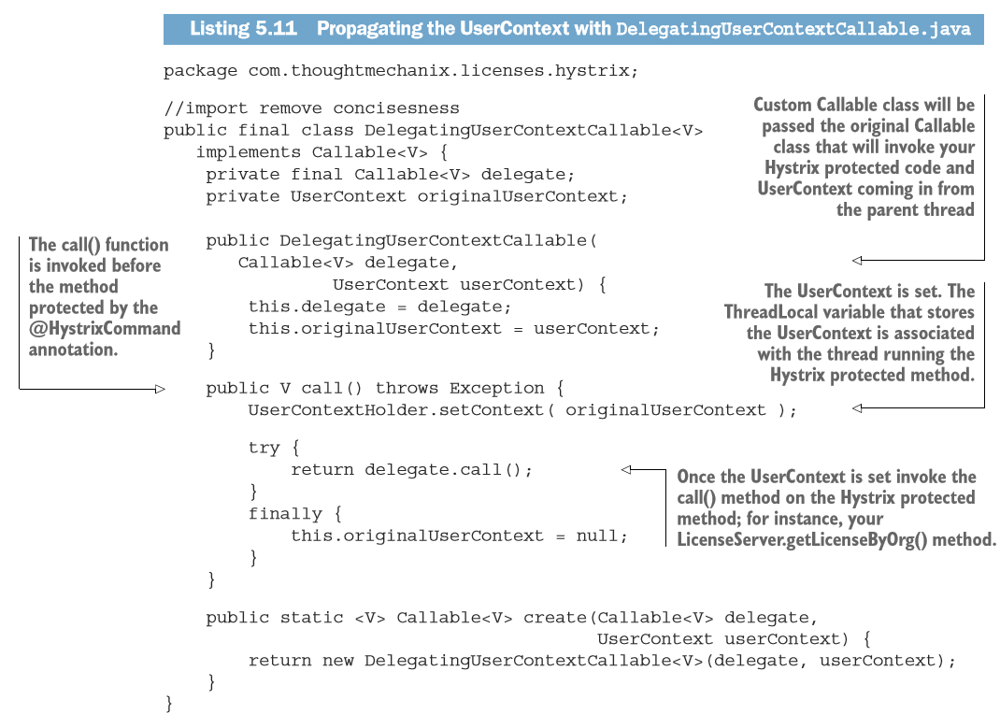 Listing 5.11 Propagating the UserContext with DelegatingUserContextCallable.java
package com.thoughtmechanix.licenses.hystrix;
//import remove concisesness
public final class DelegatingUserContextCallable<V>
implements Callable<V> {
private final Callable<V> delegate;
private UserContext originalUserContext;
Custom Callable class will be
passed the original Callable
class that will invoke your
Hystrix protected code and
UserContext coming in from
the parent thread
public DelegatingUserContextCallable(
Callable<V> delegate,
UserContext userContext) {
this.delegate = delegate;
this.originalUserContext = userContext;
}
The call() function
is invoked before
the method
protected by the
@HystrixCommand
annotation.
The UserContext is set. The
ThreadLocal variable that stores
the UserContext is associated
with the thread running the
Hystrix protected method.
public V call() throws Exception {
UserContextHolder.setContext( originalUserContext );
try {
return delegate.call();
}
finally {
this.originalUserContext = null;
}
}
Once the UserContext is set invoke the
call() method on the Hystrix protected
method; for instance, your
LicenseServer.getLicenseByOrg() method.
public static <V> Callable<V> create(Callable<V> delegate,
UserContext userContext) {
return new DelegatingUserContextCallable<V>(delegate, userContext);
}
}